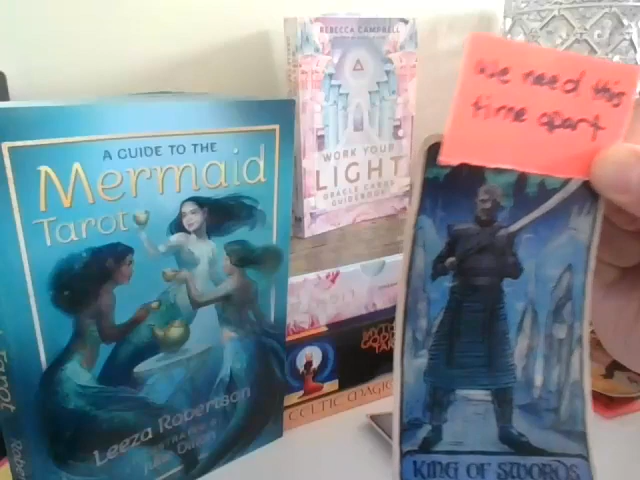 A GUIDE TO THE
Mermaid
Tarot
Leeza Robertson
REBECCA CAMPBELL
WORK YOUR
LIGHT
ORACLE CARDS
GUIDEBOOK
CELTIC MAGIC
We need this
time apart
KING OF SWORDS
Tarot